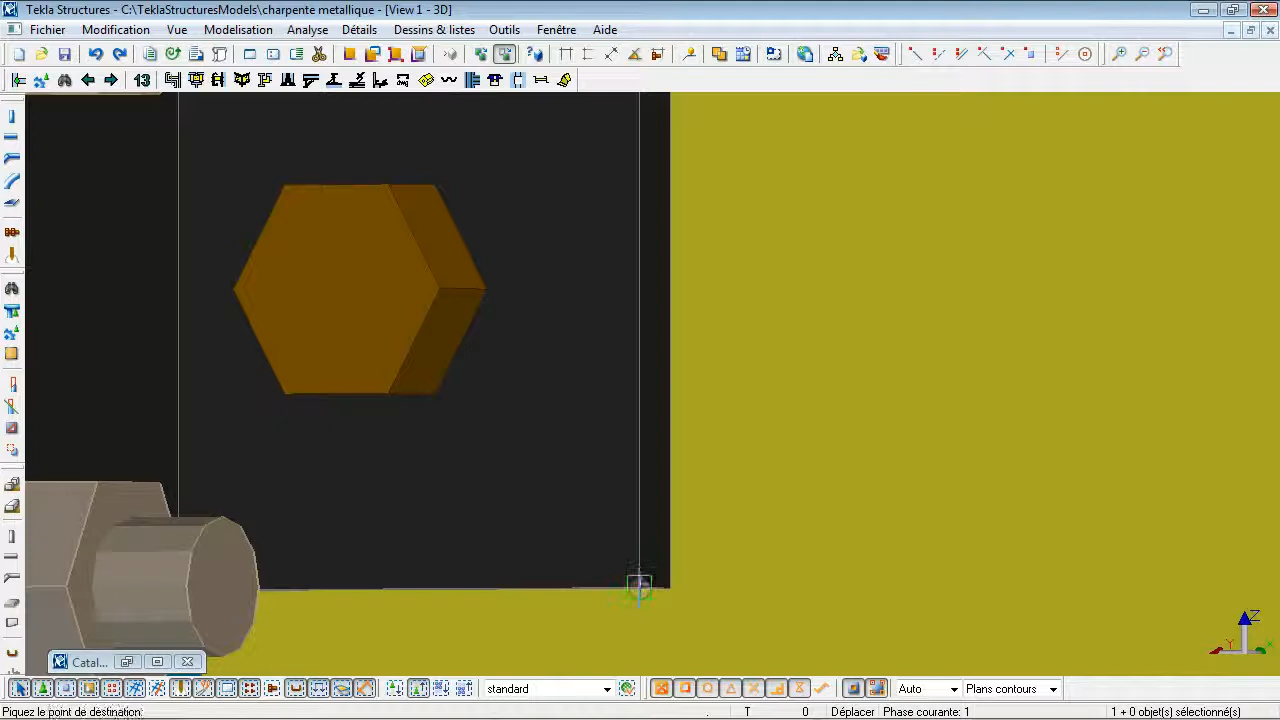 Tekla Structures - C:\TeklaStructuresModels\charpente metallique - [View 1 - 3D]
Fichier Modification Vue Modelisation Analyse Détails Dessins & listes Outils Fenêtre Aide
13
Z
Y
X
Catal...
standard Auto Plans contours
Piquez le point de destination: T 0 Déplacer Phase courante: 1 1 + 0 objet(s) sélectionné(s)